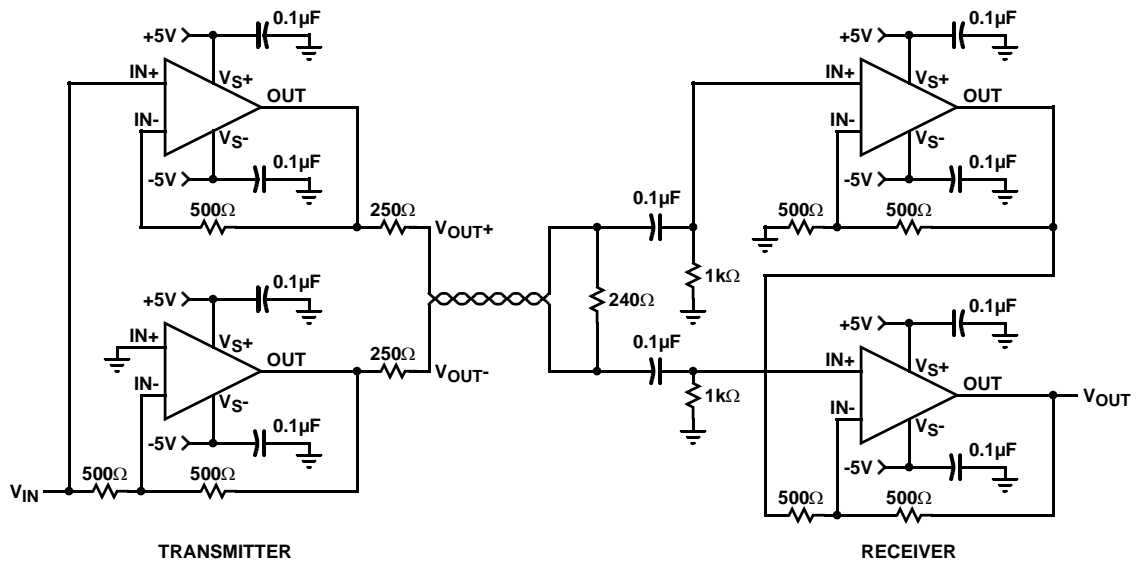 0.1µF
+5V
IN+
VS+
OUT
IN-
VS-
0.1µF
-5V
500Ω
250Ω
VOUT+
0.1µF
+5V
IN+
VS+
OUT
250Ω
VOUT-
IN-
VS-
0.1µF
-5V
500Ω
500Ω
VIN
TRANSMITTER
0.1µF
240Ω
1kΩ
0.1µF
1kΩ
0.1µF
+5V
IN+
VS+
OUT
IN-
VS-
0.1µF
-5V
500Ω
500Ω
0.1µF
+5V
IN+
VS+
OUT
VOUT
IN-
VS-
0.1µF
-5V
500Ω
500Ω
RECEIVER